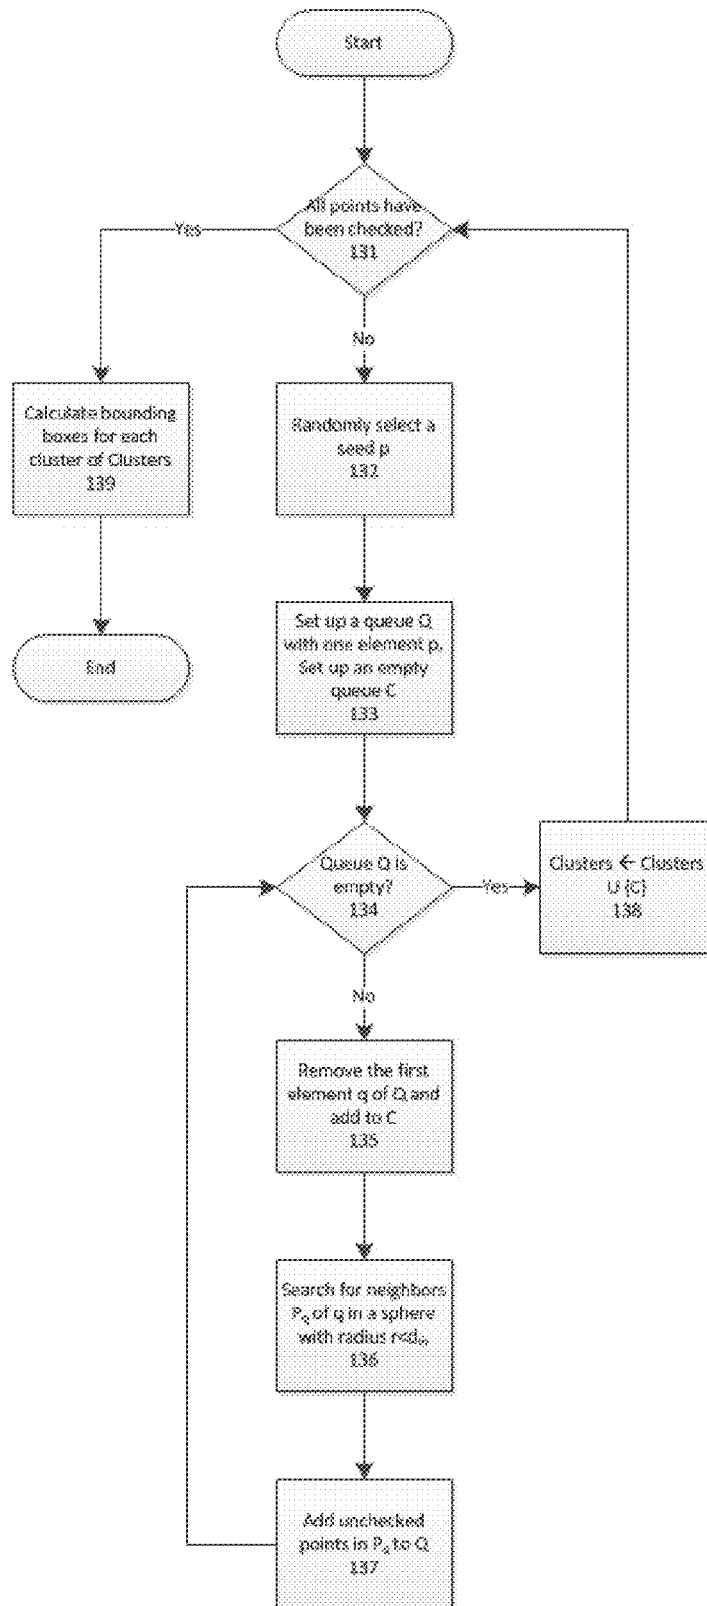 Start
All points have
been checked?
131
Yes
No
Calculate bounding
boxes for each
cluster of Clusters
139
Randomly select a
seed p
132
Set up a queue Q
with one element p,
Set up an empty
queue C
133
End
Queue Q is
empty?
134
Yes
Clusters ← Clusters
U {C}
138
No
Remove the first
element q of Q and
add to C
135
Search for neighbors
Pq of q in a sphere
with radius r<dth
136
Add unchecked
points in Pq to Q
137